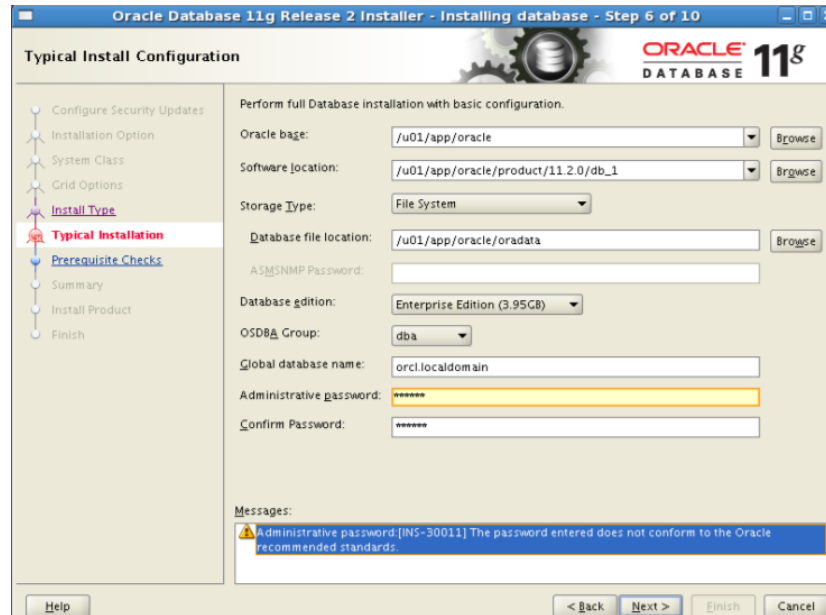 Oracle Database 11g Release 2 Installer - Installing database - Step 6 of 10
Typical Install Configuration
ORACLE
DATABASE 11g
Configure Security Updates
Installation Option
System Class
Grid Options
Install Type
Typical Installation
Prerequisite Checks
Summary
Install Product
Finish
Perform full Database installation with basic configuration.
Oracle base: /u01/app/oracle Browse
Software location: /u01/app/oracle/product/11.2.0/db_1 Browse
Storage Type: File System
Database file location: /u01/app/oracle/oradata Browse
ASMSNMP Password:
Database edition: Enterprise Edition (3.95GB)
OSDBA Group: dba
Global database name: orcl.localdomain
Administrative password: ******
Confirm Password: ******
Messages:
Administrative password:[INS-30011] The password entered does not conform to the Oracle
recommended standards.
Help < Back Next > Finish Cancel